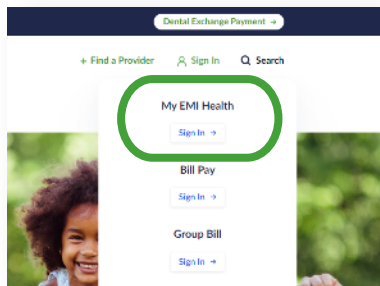 Dental Exchange Payment →
+ Find a Provider Sign In Search
My EMI Health
Sign In →
Bill Pay
Sign In →
Group Bill
Sign In →